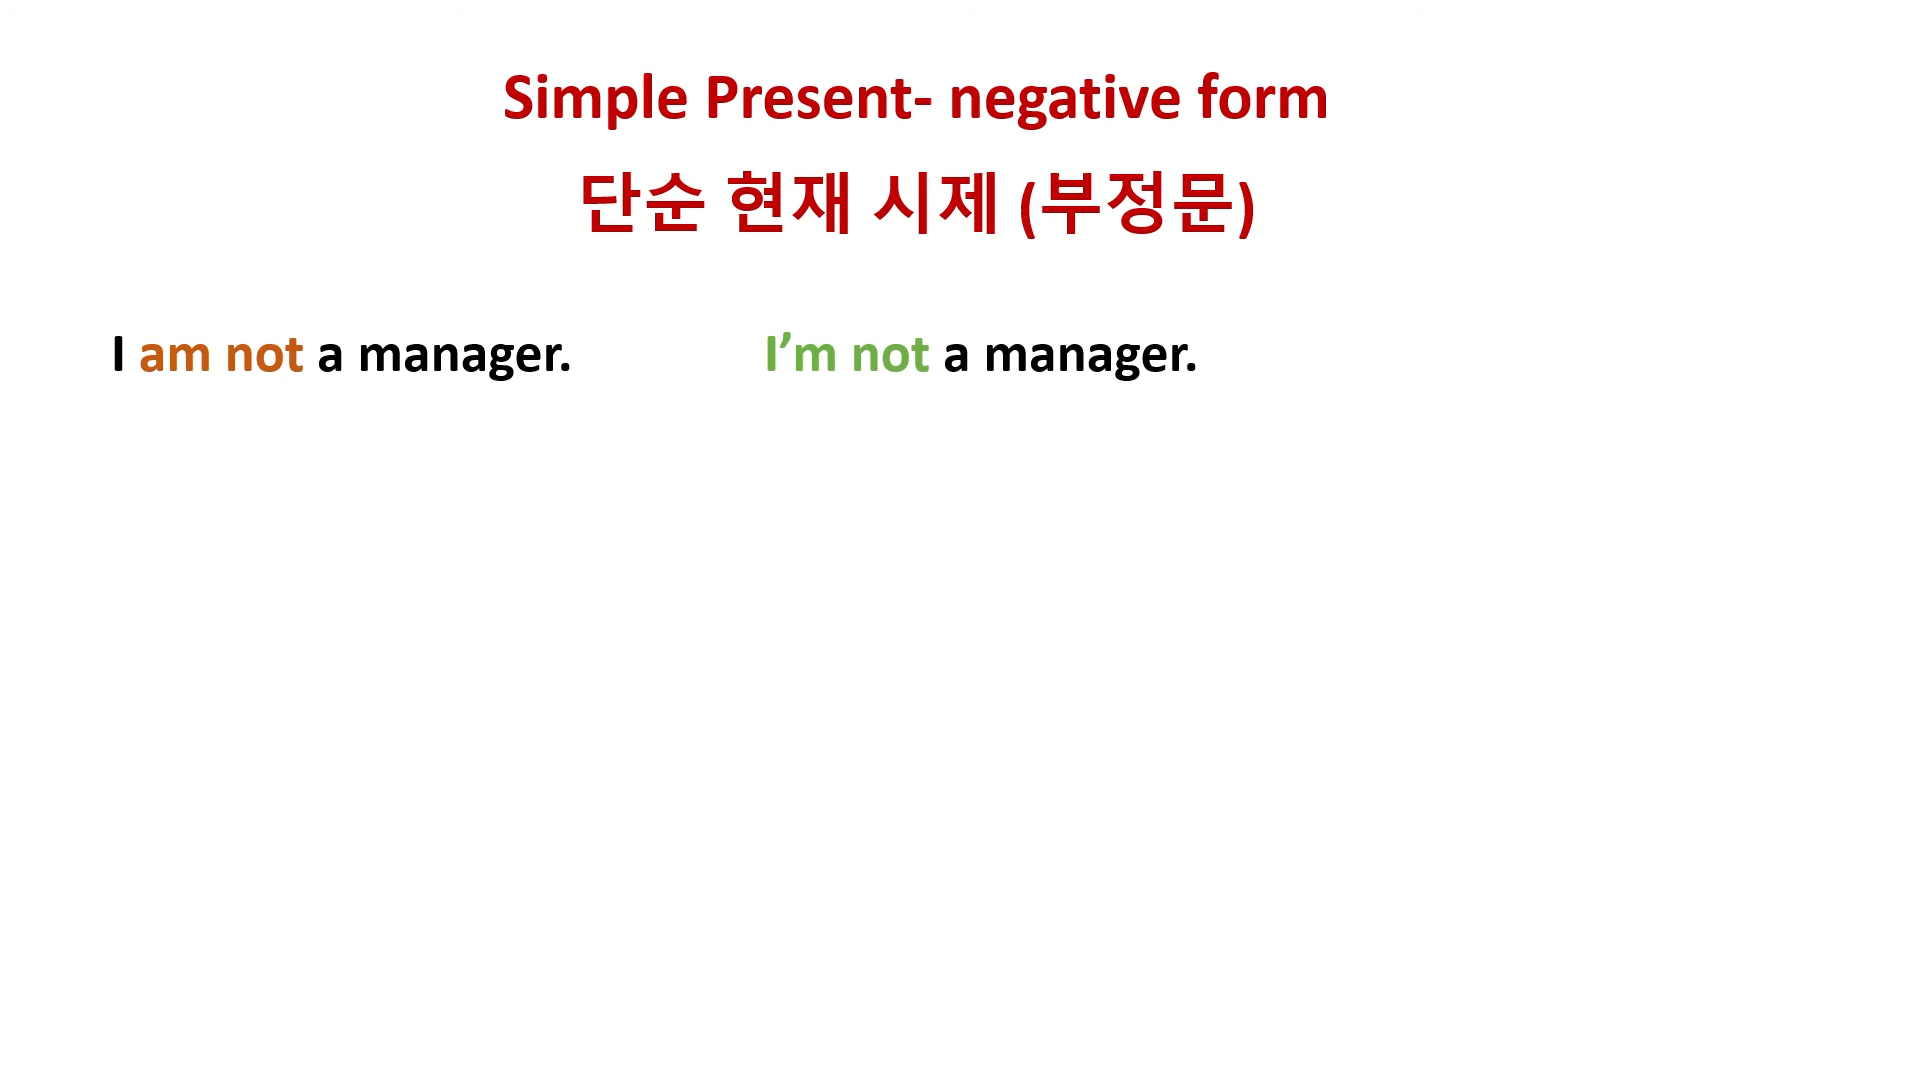 Simple Present- negative form
단순 현재 시제 (부정문)
I am not a manager. I’m not a manager.